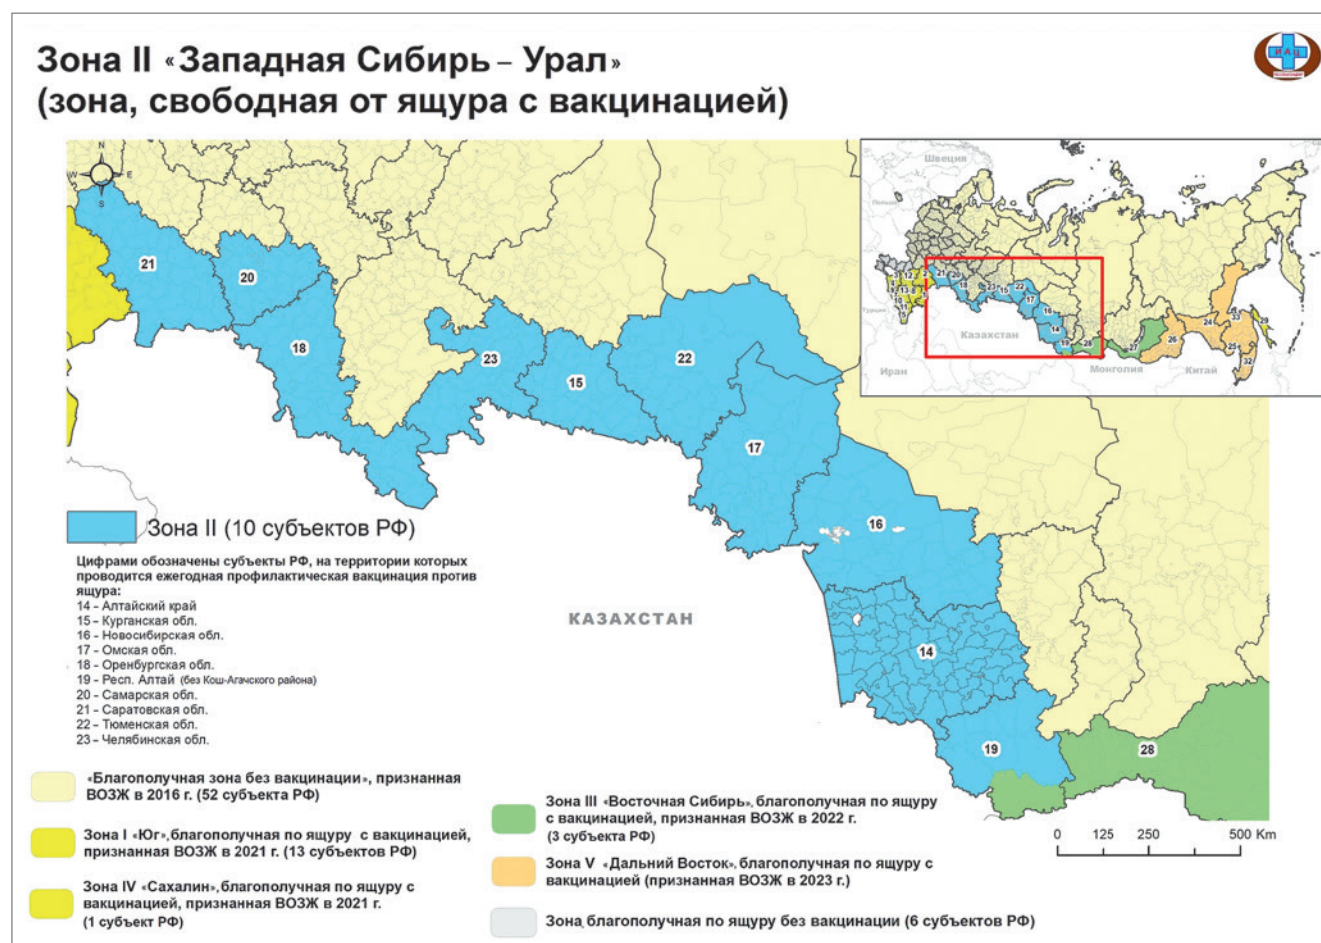 Зона II «Западная Сибирь – Урал»
(зона, свободная от ящура с вакцинацией)
ИАЦ
N
W
E
S
Швеция
Казахстан
Иран
Монголия
Китай
21
20
18
23
15
22
17
16
14
19
28
КАЗАХСТАН
Зона II (10 субъектов РФ)
Цифрами обозначены субъекты РФ, на территории которых
проводится ежегодная профилактическая вакцинация против
ящура:
14 – Алтайский край
15 – Курганская обл.
16 – Новосибирская обл.
17 – Омская обл.
18 – Оренбургская обл.
19 – Респ. Алтай (без Кош-Агачского района)
20 – Самарская обл.
21 – Саратовская обл.
22 – Тюменская обл.
23 – Челябинская обл.
«Благополучная зона без вакцинации», признанная
ВОЗЖ в 2016 г. (52 субъекта РФ)
Зона I «Юг», благополучная по ящуру с вакцинацией,
признанная ВОЗЖ в 2021 г. (13 субъектов РФ)
Зона IV «Сахалин», благополучная по ящуру с
вакцинацией, признанная ВОЗЖ в 2021 г.
(1 субъект РФ)
Зона III «Восточная Сибирь», благополучная по ящуру
с вакцинацией, признанная ВОЗЖ в 2022 г.
(3 субъекта РФ)
Зона V «Дальний Восток», благополучная по ящуру с
вакцинацией (признанная ВОЗЖ в 2023 г.)
Зона, благополучная по ящуру без вакцинации (6 субъектов РФ)
0 125 250 500 Km